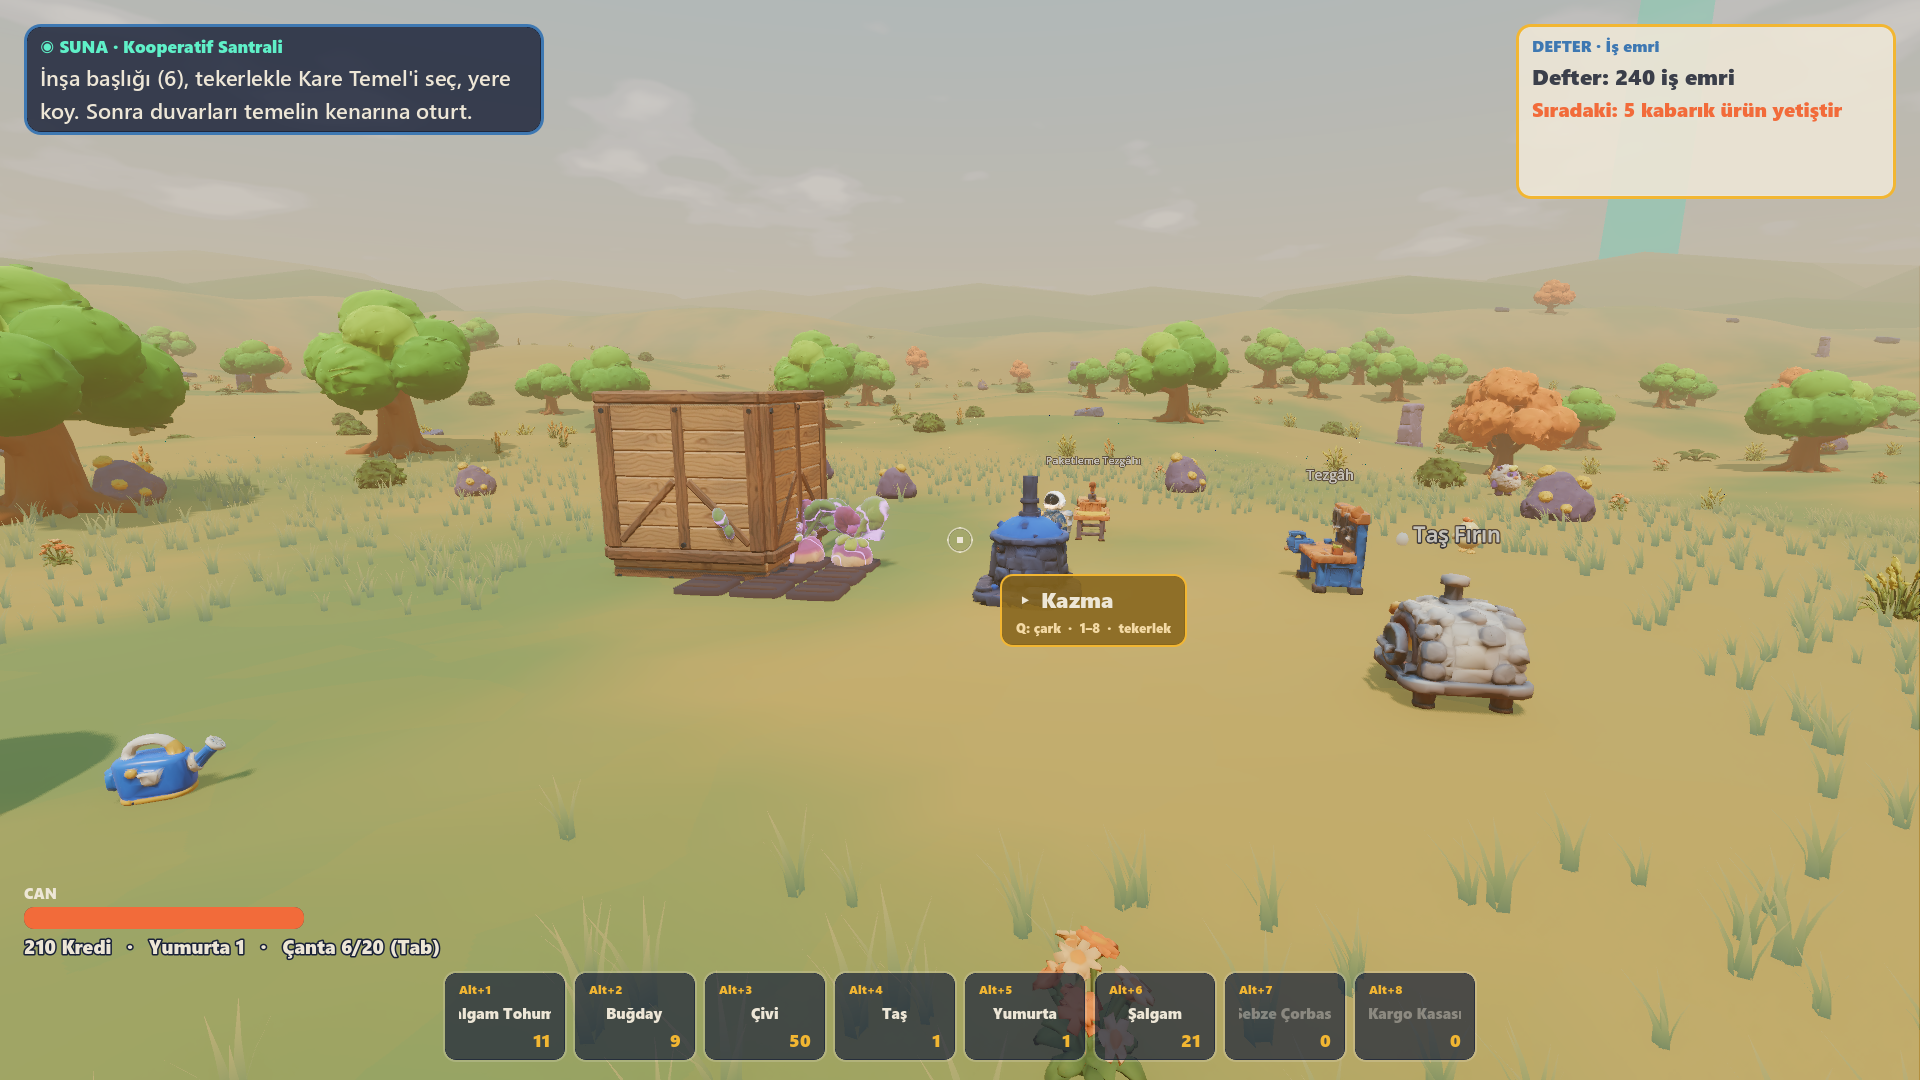 ◉ SUNA · Kooperatif Santrali
İnşa başlığı (6), tekerlekle Kare Temel'i seç, yere
koy. Sonra duvarları temelin kenarına oturt.
DEFTER · İş emri
Defter: 240 iş emri
Sıradaki: 5 kabarık ürün yetiştir
Paketleme Tezgâhı
Tezgâh
Taş Fırın
▸ Kazma
Q: çark · 1–8 · tekerlek
CAN
210 Kredi · Yumurta 1 · Çanta 6/20 (Tab)
Alt+1
algam Tohum
11
Alt+2
Buğday
9
Alt+3
Çivi
50
Alt+4
Taş
1
Alt+5
Yumurta
1
Alt+6
Şalgam
21
Alt+7
Sebze Çorbas
0
Alt+8
Kargo Kasası
0